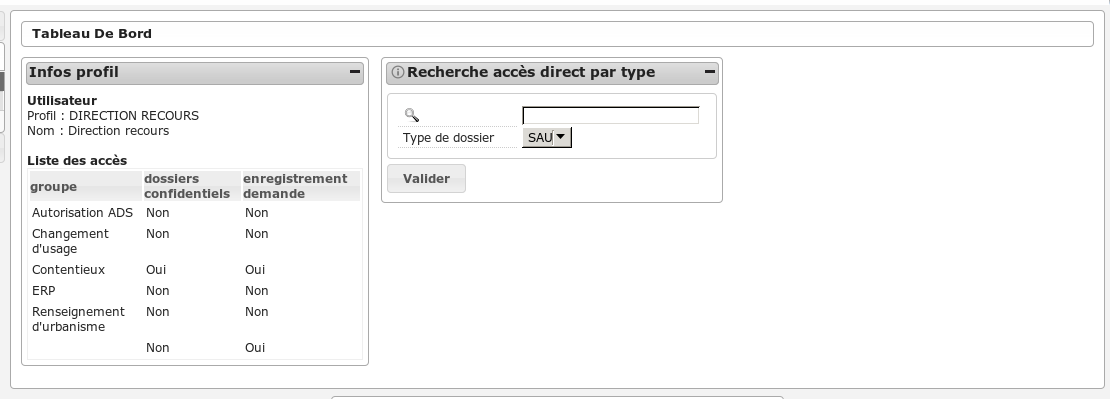 Tableau De Bord
Infos profil
Utilisateur
Profil : DIRECTION RECOURS
Nom : Direction recours
Liste des accès
groupe dossiers confidentiels enregistrement demande
Autorisation ADS Non Non
Changement d'usage Non Non
Contentieux Oui Oui
ERP Non Non
Renseignement d'urbanisme Non Non
Non Oui
Recherche accès direct par type
Type de dossier SAU
Valider